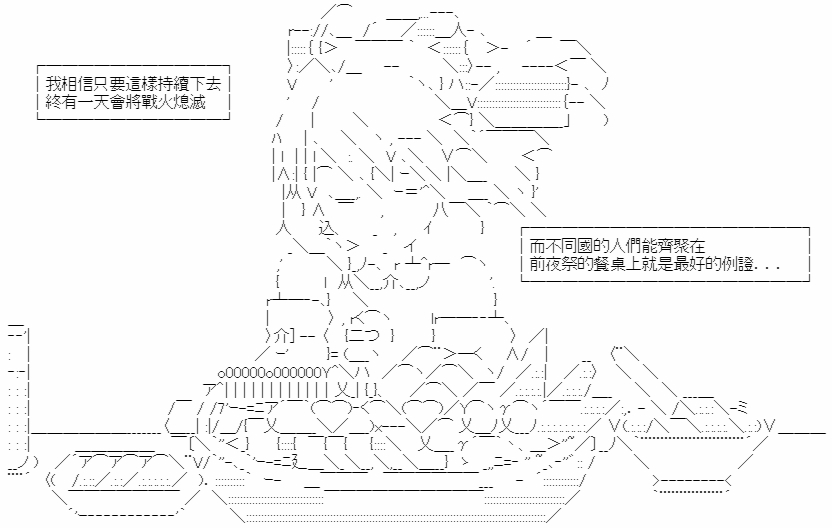 我相信只要這樣持續下去
終有一天會將戰火熄滅
而不同國的人們能齊聚在
前夜祭的餐桌上就是最好的例證...